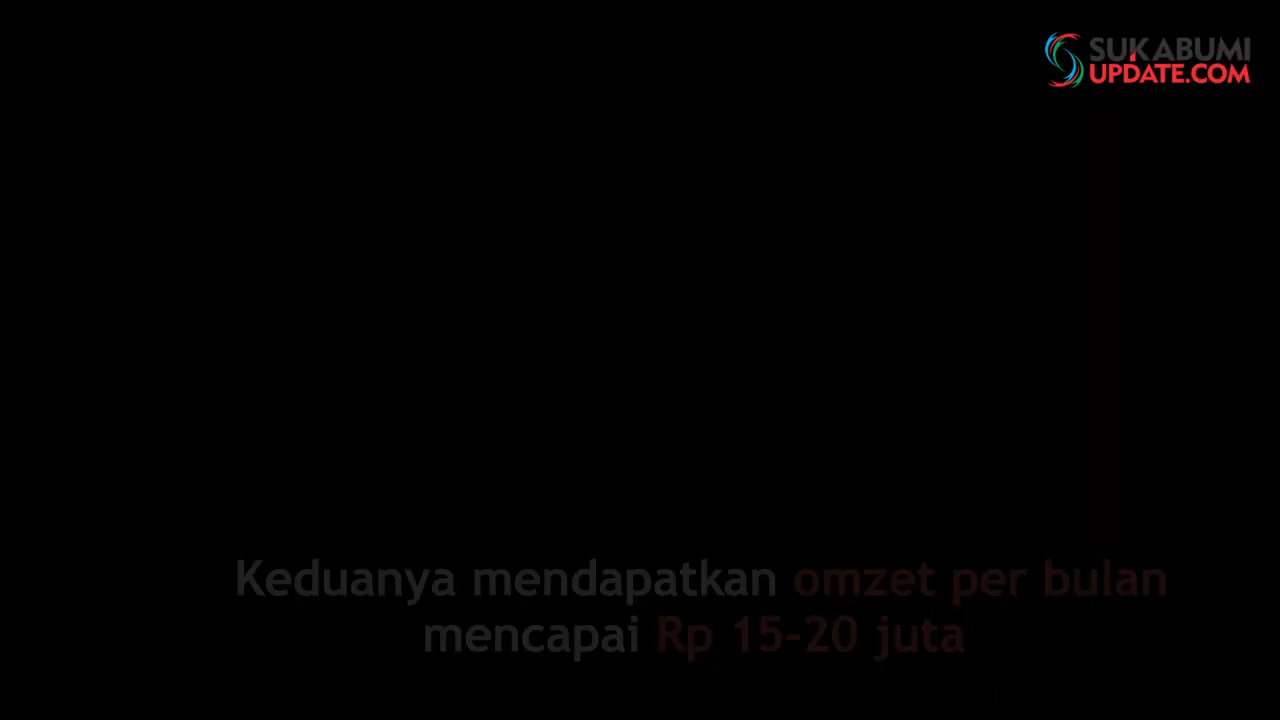 SUKABUMI
UPDATE.COM
Keduanya mendapatkan omzet per bulan
mencapai Rp 15-20 juta